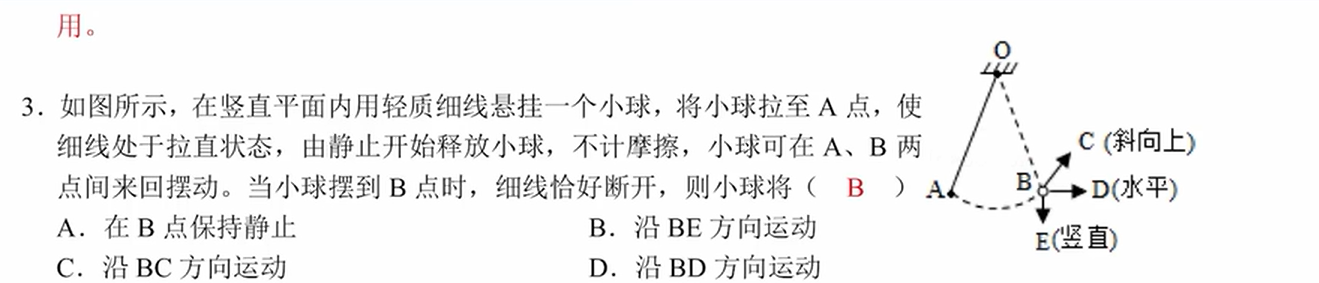 用。
3．如图所示，在竖直平面内用轻质细线悬挂一个小球，将小球拉至 A 点，使
细线处于拉直状态，由静止开始释放小球，不计摩擦，小球可在 A、B 两
点间来回摆动。当小球摆到 B 点时，细线恰好断开，则小球将（ B ）
A．在 B 点保持静止
B．沿 BE 方向运动
C．沿 BC 方向运动
D．沿 BD 方向运动
O
C (斜向上)
A
B
D(水平)
E(竖直)